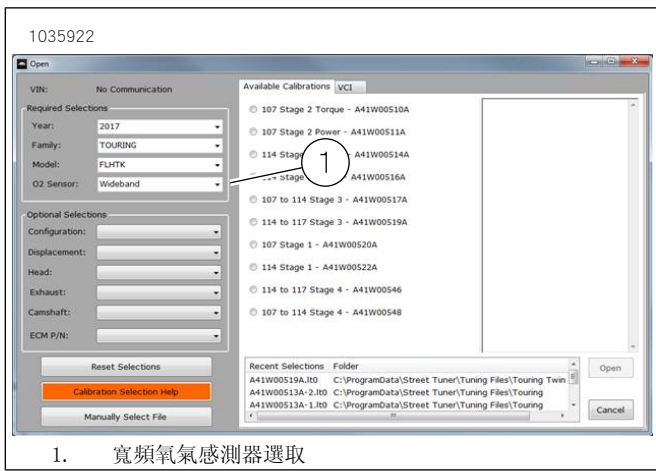 1035922
Open
VIN: No Communication
Required Selections
Year: 2017
Family: TOURING
Model: FLHTK
O2 Sensor: Wideband
Optional Selections
Configuration:
Displacement:
Head:
Exhaust:
Camshaft:
ECM P/N:
Reset Selections
Calibration Selection Help
Manually Select File
Available Calibrations VCI
107 Stage 2 Torque - A41W00510A
107 Stage 2 Power - A41W00511A
114 Stage - A41W00514A
114 Stage - A41W00516A
107 to 114 Stage 3 - A41W00517A
114 to 117 Stage 3 - A41W00519A
107 Stage 1 - A41W00520A
114 Stage 1 - A41W00522A
114 to 117 Stage 4 - A41W00546
107 to 114 Stage 4 - A41W00548
1
Recent Selections Folder
A41W00519A.lt0 C:\ProgramData\Street Tuner\Tuning Files\Touring Twin
A41W00513A-2.lt0 C:\ProgramData\Street Tuner\Tuning Files\Touring
A41W00513A-1.lt0 C:\ProgramData\Street Tuner\Tuning Files\Touring
Open
Cancel
1. 寬頻氧氣感測器選取